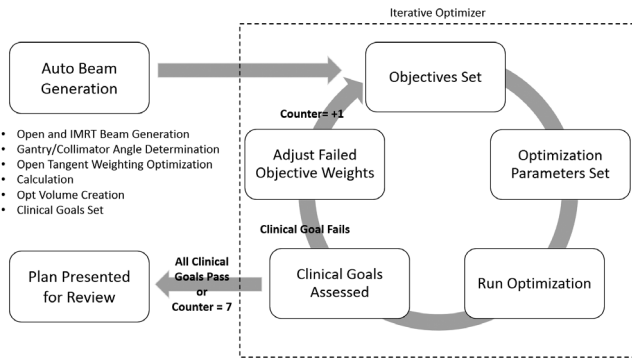 Iterative Optimizer
Auto Beam
Generation
Objectives Set
• Open and IMRT Beam Generation
• Gantry/Collimator Angle Determination
• Open Tangent Weighting Optimization
• Calculation
• Opt Volume Creation
• Clinical Goals Set
Counter= +1
Adjust Failed
Objective Weights
Optimization
Parameters Set
Clinical Goal Fails
Plan Presented
for Review
All Clinical
Goals Pass
or
Counter = 7
Clinical Goals
Assessed
Run Optimization